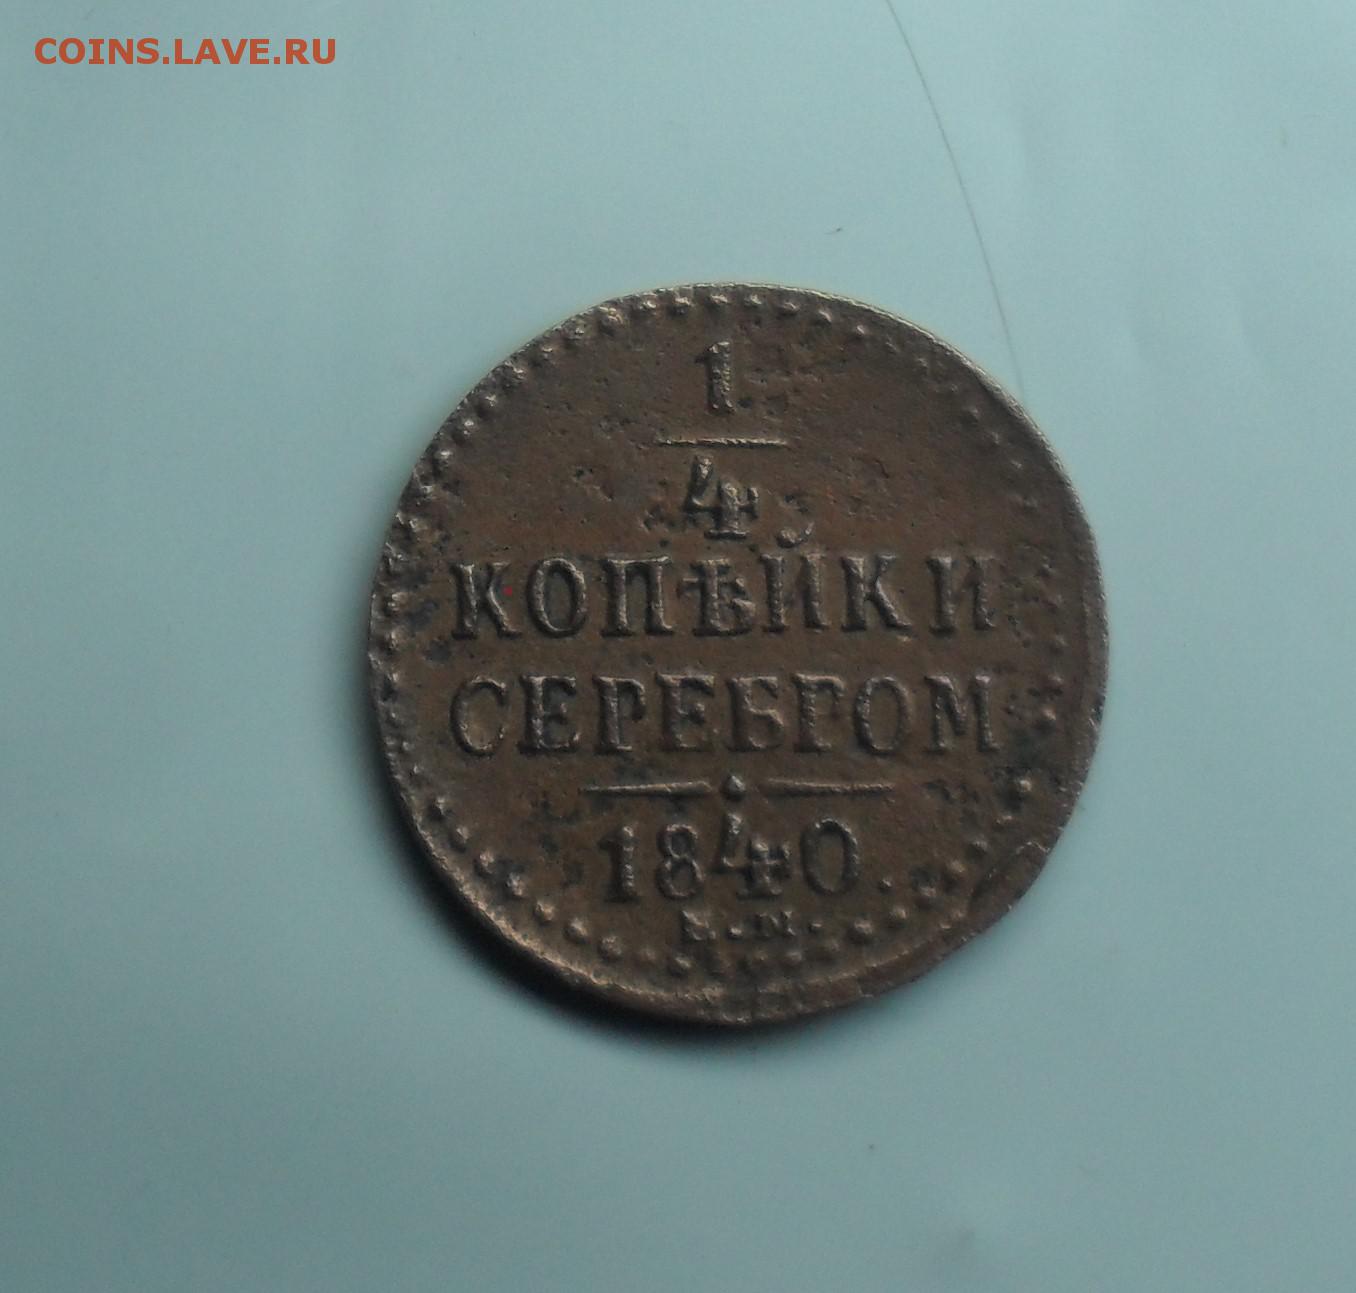 COINS.LAVE.RU
1
4
КОПѢЙКИ
СЕРЕБРОМ
1840.
Е.М.